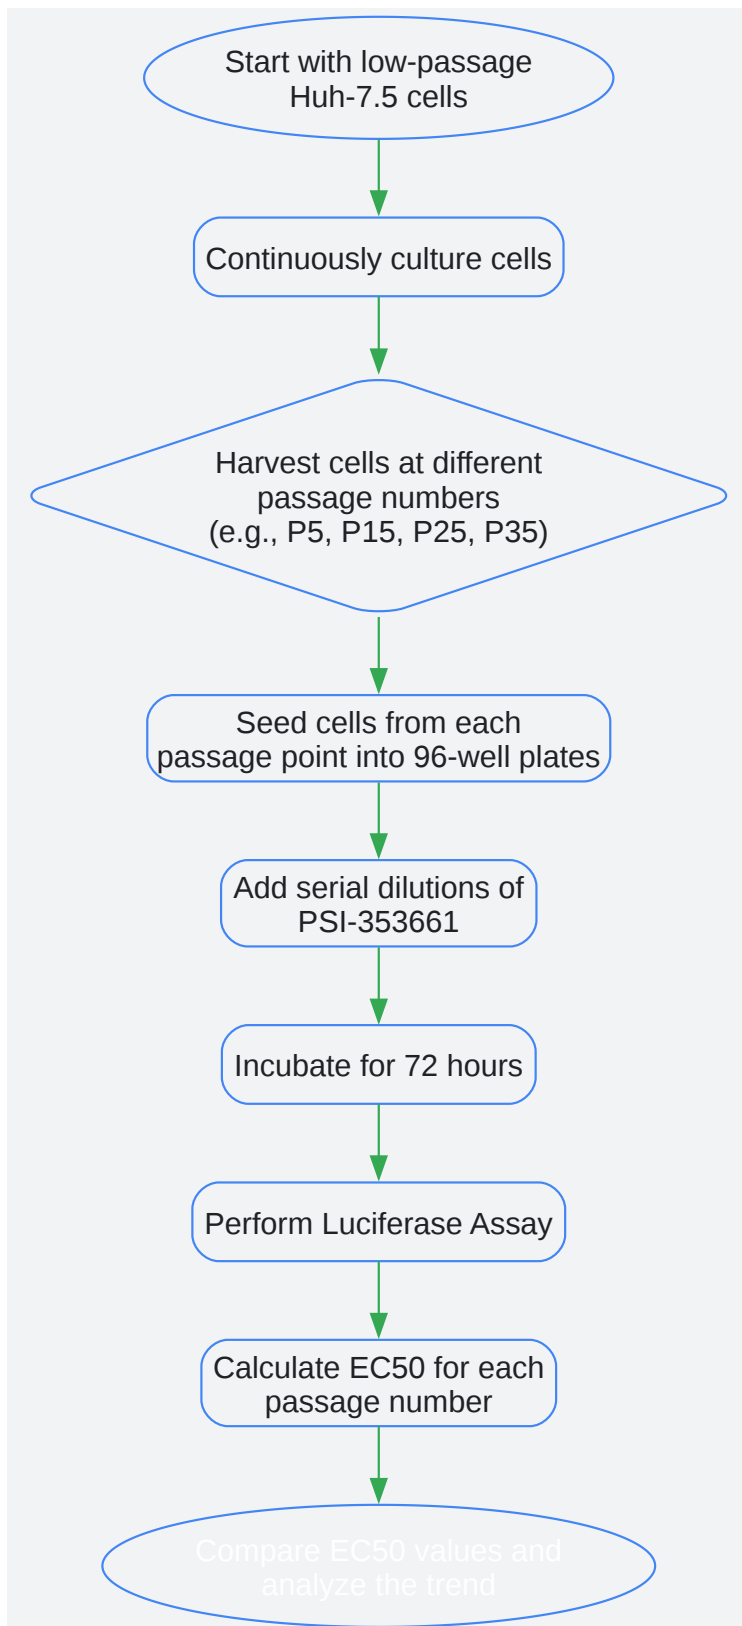 Start with low-passage
Huh-7.5 cells
Continuously culture cells
Harvest cells at different
passage numbers
(e.g., P5, P15, P25, P35)
Seed cells from each
passage point into 96-well plates
Add serial dilutions of
PSI-353661
Incubate for 72 hours
Perform Luciferase Assay
Calculate EC50 for each
passage number
Compare EC50 values and
analyze the trend